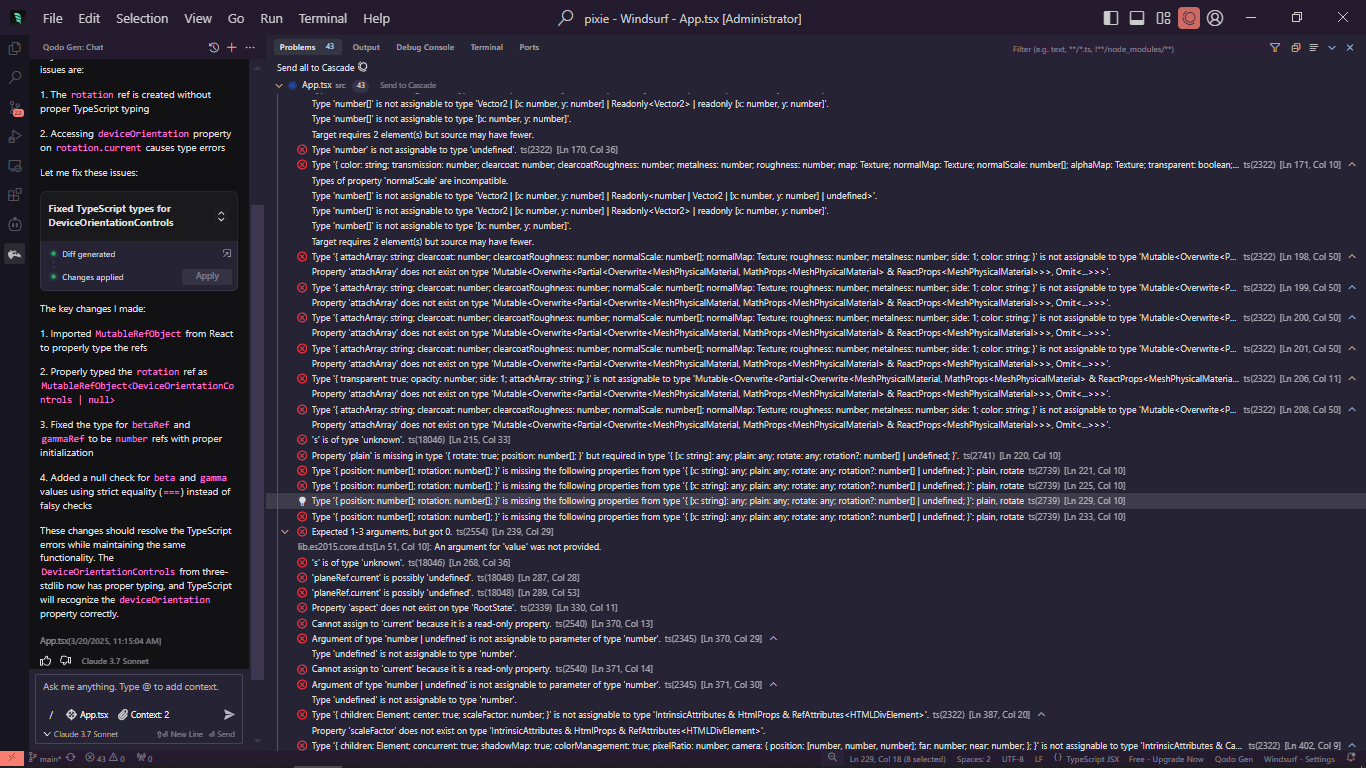 File Edit Selection View Go Run Terminal Help
pixie - Windsurf - App.tsx [Administrator]
Qodo Gen: Chat
issues are:
1. The rotation ref is created without
proper TypeScript typing
2. Accessing deviceOrientation property
on rotation.current causes type errors
Let me fix these issues:
Fixed TypeScript types for
DeviceOrientationControls
Diff generated
Changes applied Apply
The key changes I made:
1. Imported MutableRefObject from React
to properly type the refs
2. Properly typed the rotation ref as
MutableRefObject<DeviceOrientationCo
ntrols | null>
3. Fixed the type for betaRef and
gammaRef to be number refs with proper
initialization
4. Added a null check for beta and gamma
values using strict equality (===) instead of
falsy checks
These changes should resolve the TypeScript
errors while maintaining the same
functionality. The
DeviceOrientationControls from three-
stdlib now has proper typing, and TypeScript
will recognize the deviceOrientation
property correctly.
App.tsx(3/20/2025, 11:15:04 AM)
Claude 3.7 Sonnet
Ask me anything. Type @ to add context.
/ App.tsx Context: 2
Claude 3.7 Sonnet New Line Send
Problems 43 Output Debug Console Terminal Ports
Filter (e.g. text, **/*.ts, !**/node_modules/**)
Send all to Cascade
App.tsx src 43 Send to Cascade
Type 'number[]' is not assignable to type 'Vector2 | [x: number, y: number] | Readonly<Vector2> | readonly [x: number, y: number]'.
Type 'number[]' is not assignable to type '[x: number, y: number]'.
Target requires 2 element(s) but source may have fewer.
Type 'number' is not assignable to type 'undefined'. ts(2322) [Ln 170, Col 36]
Type '{ color: string; transmission: number; clearcoat: number; clearcoatRoughness: number; metalness: number; roughness: number; map: Texture; normalMap: Texture; normalScale: number[]; alphaMap: Texture; transparent: boolean;... ts(2322) [Ln 171, Col 10]
Types of property 'normalScale' are incompatible.
Type 'number[]' is not assignable to type 'Vector2 | [x: number, y: number] | Readonly<number | Vector2 | [x: number, y: number] | undefined>'.
Type 'number[]' is not assignable to type 'Vector2 | [x: number, y: number] | Readonly<Vector2> | readonly [x: number, y: number]'.
Type 'number[]' is not assignable to type '[x: number, y: number]'.
Target requires 2 element(s) but source may have fewer.
Type '{ attachArray: string; clearcoat: number; clearcoatRoughness: number; normalScale: number[]; normalMap: Texture; roughness: number; metalness: number; side: 1; color: string; }' is not assignable to type 'Mutable<Overwrite<P... ts(2322) [Ln 198, Col 50]
Property 'attachArray' does not exist on type 'Mutable<Overwrite<Partial<Overwrite<MeshPhysicalMaterial, MathProps<MeshPhysicalMaterial> & ReactProps<MeshPhysicalMaterial>>>, Omit<...>>>'.
Type '{ attachArray: string; clearcoat: number; clearcoatRoughness: number; normalScale: number[]; normalMap: Texture; roughness: number; metalness: number; side: 1; color: string; }' is not assignable to type 'Mutable<Overwrite<P... ts(2322) [Ln 199, Col 50]
Property 'attachArray' does not exist on type 'Mutable<Overwrite<Partial<Overwrite<MeshPhysicalMaterial, MathProps<MeshPhysicalMaterial> & ReactProps<MeshPhysicalMaterial>>>, Omit<...>>>'.
Type '{ attachArray: string; clearcoat: number; clearcoatRoughness: number; normalScale: number[]; normalMap: Texture; roughness: number; metalness: number; side: 1; color: string; }' is not assignable to type 'Mutable<Overwrite<P... ts(2322) [Ln 200, Col 50]
Property 'attachArray' does not exist on type 'Mutable<Overwrite<Partial<Overwrite<MeshPhysicalMaterial, MathProps<MeshPhysicalMaterial> & ReactProps<MeshPhysicalMaterial>>>, Omit<...>>>'.
Type '{ attachArray: string; clearcoat: number; clearcoatRoughness: number; normalScale: number[]; normalMap: Texture; roughness: number; metalness: number; side: 1; color: string; }' is not assignable to type 'Mutable<Overwrite<P... ts(2322) [Ln 201, Col 50]
Property 'attachArray' does not exist on type 'Mutable<Overwrite<Partial<Overwrite<MeshPhysicalMaterial, MathProps<MeshPhysicalMaterial> & ReactProps<MeshPhysicalMaterial>>>, Omit<...>>>'.
Type '{ transparent: true; opacity: number; side: 1; attachArray: string; }' is not assignable to type 'Mutable<Overwrite<Partial<Overwrite<MeshPhysicalMaterial, MathProps<MeshPhysicalMaterial> & ReactProps<MeshPhysicalMateria... ts(2322) [Ln 206, Col 11]
Property 'attachArray' does not exist on type 'Mutable<Overwrite<Partial<Overwrite<MeshPhysicalMaterial, MathProps<MeshPhysicalMaterial> & ReactProps<MeshPhysicalMaterial>>>, Omit<...>>>'.
Type '{ attachArray: string; clearcoat: number; clearcoatRoughness: number; normalScale: number[]; normalMap: Texture; roughness: number; metalness: number; side: 1; color: string; }' is not assignable to type 'Mutable<Overwrite<P... ts(2322) [Ln 208, Col 50]
Property 'attachArray' does not exist on type 'Mutable<Overwrite<Partial<Overwrite<MeshPhysicalMaterial, MathProps<MeshPhysicalMaterial> & ReactProps<MeshPhysicalMaterial>>>, Omit<...>>>'.
's' is of type 'unknown'. ts(18046) [Ln 215, Col 33]
Property 'plain' is missing in type '{ rotate: true; position: number[]; }' but required in type '{ [x: string]: any; plain: any; rotate: any; rotation?: number[] | undefined; }'. ts(2741) [Ln 220, Col 10]
Type '{ position: number[]; rotation: number[]; }' is missing the following properties from type '{ [x: string]: any; plain: any; rotate: any; rotation?: number[] | undefined; }': plain, rotate ts(2739) [Ln 221, Col 10]
Type '{ position: number[]; rotation: number[]; }' is missing the following properties from type '{ [x: string]: any; plain: any; rotate: any; rotation?: number[] | undefined; }': plain, rotate ts(2739) [Ln 225, Col 10]
Type '{ position: number[]; rotation: number[]; }' is missing the following properties from type '{ [x: string]: any; plain: any; rotate: any; rotation?: number[] | undefined; }': plain, rotate ts(2739) [Ln 229, Col 10]
Type '{ position: number[]; rotation: number[]; }' is missing the following properties from type '{ [x: string]: any; plain: any; rotate: any; rotation?: number[] | undefined; }': plain, rotate ts(2739) [Ln 233, Col 10]
Expected 1-3 arguments, but got 0. ts(2554) [Ln 239, Col 29]
lib.es2015.core.d.ts[Ln 51, Col 10]: An argument for 'value' was not provided.
's' is of type 'unknown'. ts(18046) [Ln 268, Col 36]
'planeRef.current' is possibly 'undefined'. ts(18048) [Ln 287, Col 28]
'planeRef.current' is possibly 'undefined'. ts(18048) [Ln 289, Col 53]
Property 'aspect' does not exist on type 'RootState'. ts(2339) [Ln 330, Col 11]
Cannot assign to 'current' because it is a read-only property. ts(2540) [Ln 370, Col 13]
Argument of type 'number | undefined' is not assignable to parameter of type 'number'. ts(2345) [Ln 370, Col 29]
Type 'undefined' is not assignable to type 'number'.
Cannot assign to 'current' because it is a read-only property. ts(2540) [Ln 371, Col 14]
Argument of type 'number | undefined' is not assignable to parameter of type 'number'. ts(2345) [Ln 371, Col 30]
Type 'undefined' is not assignable to type 'number'.
Type '{ children: Element; center: true; scaleFactor: number; }' is not assignable to type 'IntrinsicAttributes & HtmlProps & RefAttributes<HTMLDivElement>'. ts(2322) [Ln 387, Col 20]
Property 'scaleFactor' does not exist on type 'IntrinsicAttributes & HtmlProps & RefAttributes<HTMLDivElement>'.
Type '{ children: Element; concurrent: true; shadowMap: true; colorManagement: true; pixelRatio: number; camera: { position: [number, number, number]; far: number; near: number; }; }' is not assignable to type 'IntrinsicAttributes & Ca... ts(2322) [Ln 402, Col 9]
main* 43 0 0 Ln 229, Col 18 (8 selected) Spaces: 2 UTF-8 LF TypeScript JSX Free - Upgrade Now Qodo Gen Windsurf - Settings